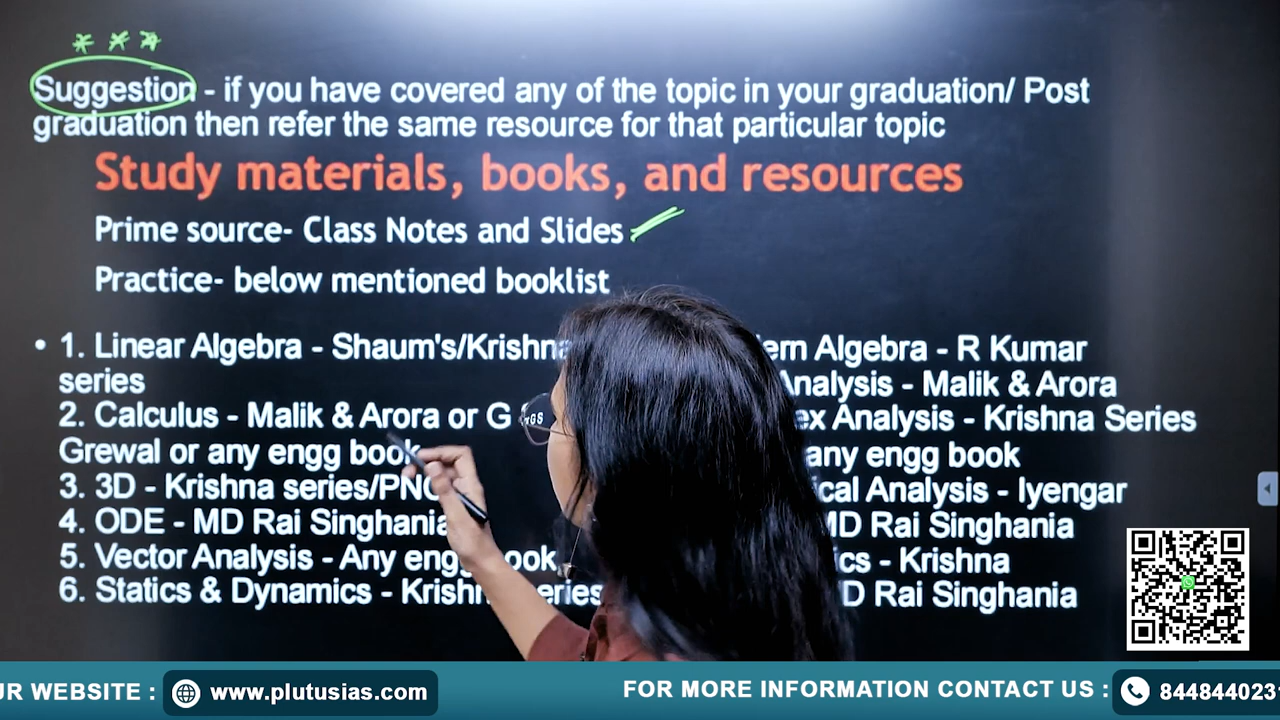 Suggestion - if you have covered any of the topic in your graduation/ Post
graduation then refer the same resource for that particular topic
Study materials, books, and resources
Prime source- Class Notes and Slides
Practice- below mentioned booklist
• 1. Linear Algebra - Shaum's/Krishna
series
2. Calculus - Malik & Arora or G
Grewal or any engg book
3. 3D - Krishna series/PN
4. ODE - MD Rai Singhania
5. Vector Analysis - Any engg book,
6. Statics & Dynamics - Krishna series
Algebra - R Kumar
Analysis - Malik & Arora
Analysis - Krishna Series
any engg book
Analysis - Iyengar
MD Rai Singhania
- Krishna
MD Rai Singhania
WEBSITE : www.plutusias.com
FOR MORE INFORMATION CONTACT US :